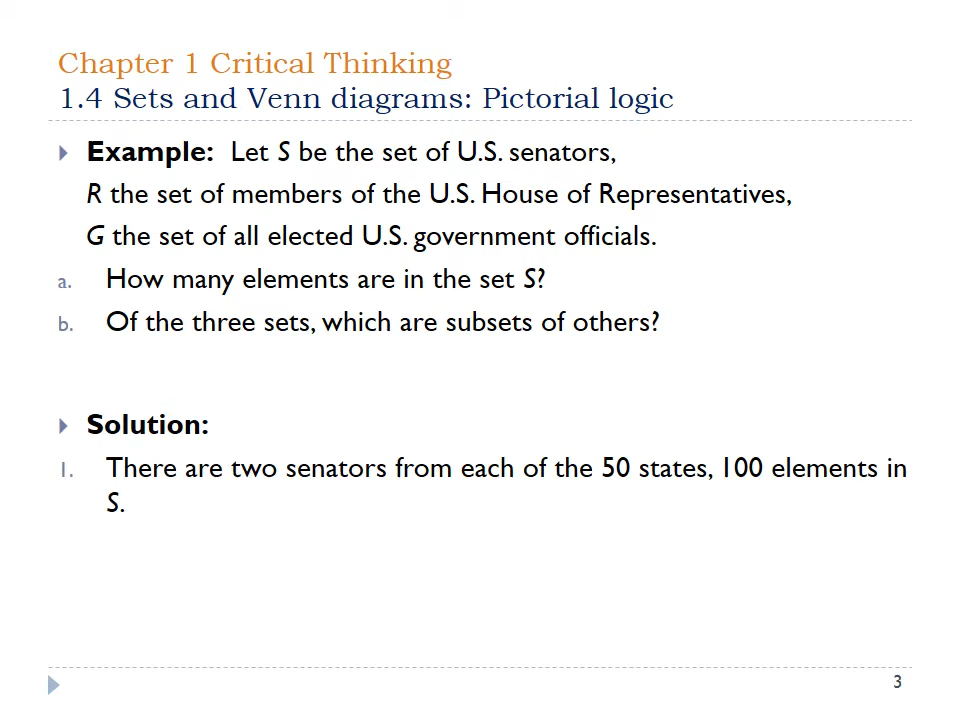 Chapter 1 Critical Thinking
1.4 Sets and Venn diagrams: Pictorial logic
Example: Let S be the set of U.S. senators,
R the set of members of the U.S. House of Representatives,
G the set of all elected U.S. government officials.
a. How many elements are in the set S?
b. Of the three sets, which are subsets of others?
Solution:
1. There are two senators from each of the 50 states, 100 elements in
S.
3